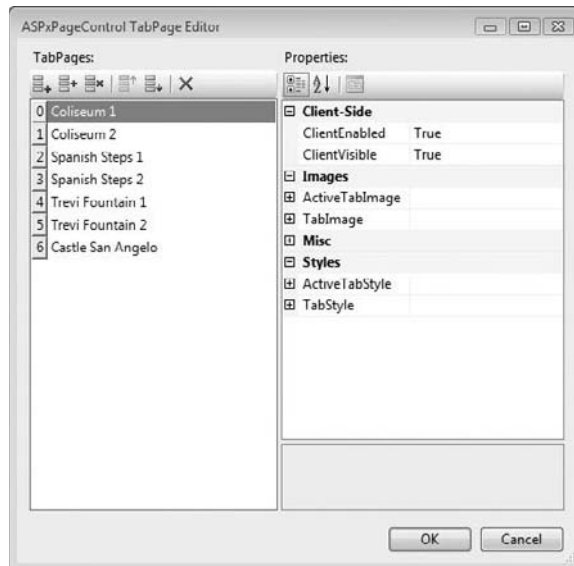 ASPxPageControl TabPage Editor
TabPages:
Properties:
0 Coliseum 1
1 Coliseum 2
2 Spanish Steps 1
3 Spanish Steps 2
4 Trevi Fountain 1
5 Trevi Fountain 2
6 Castle San Angelo
Client-Side
ClientEnabled True
ClientVisible True
Images
ActiveTabImage
TabImage
Misc
Styles
ActiveTabStyle
TabStyle
OK
Cancel